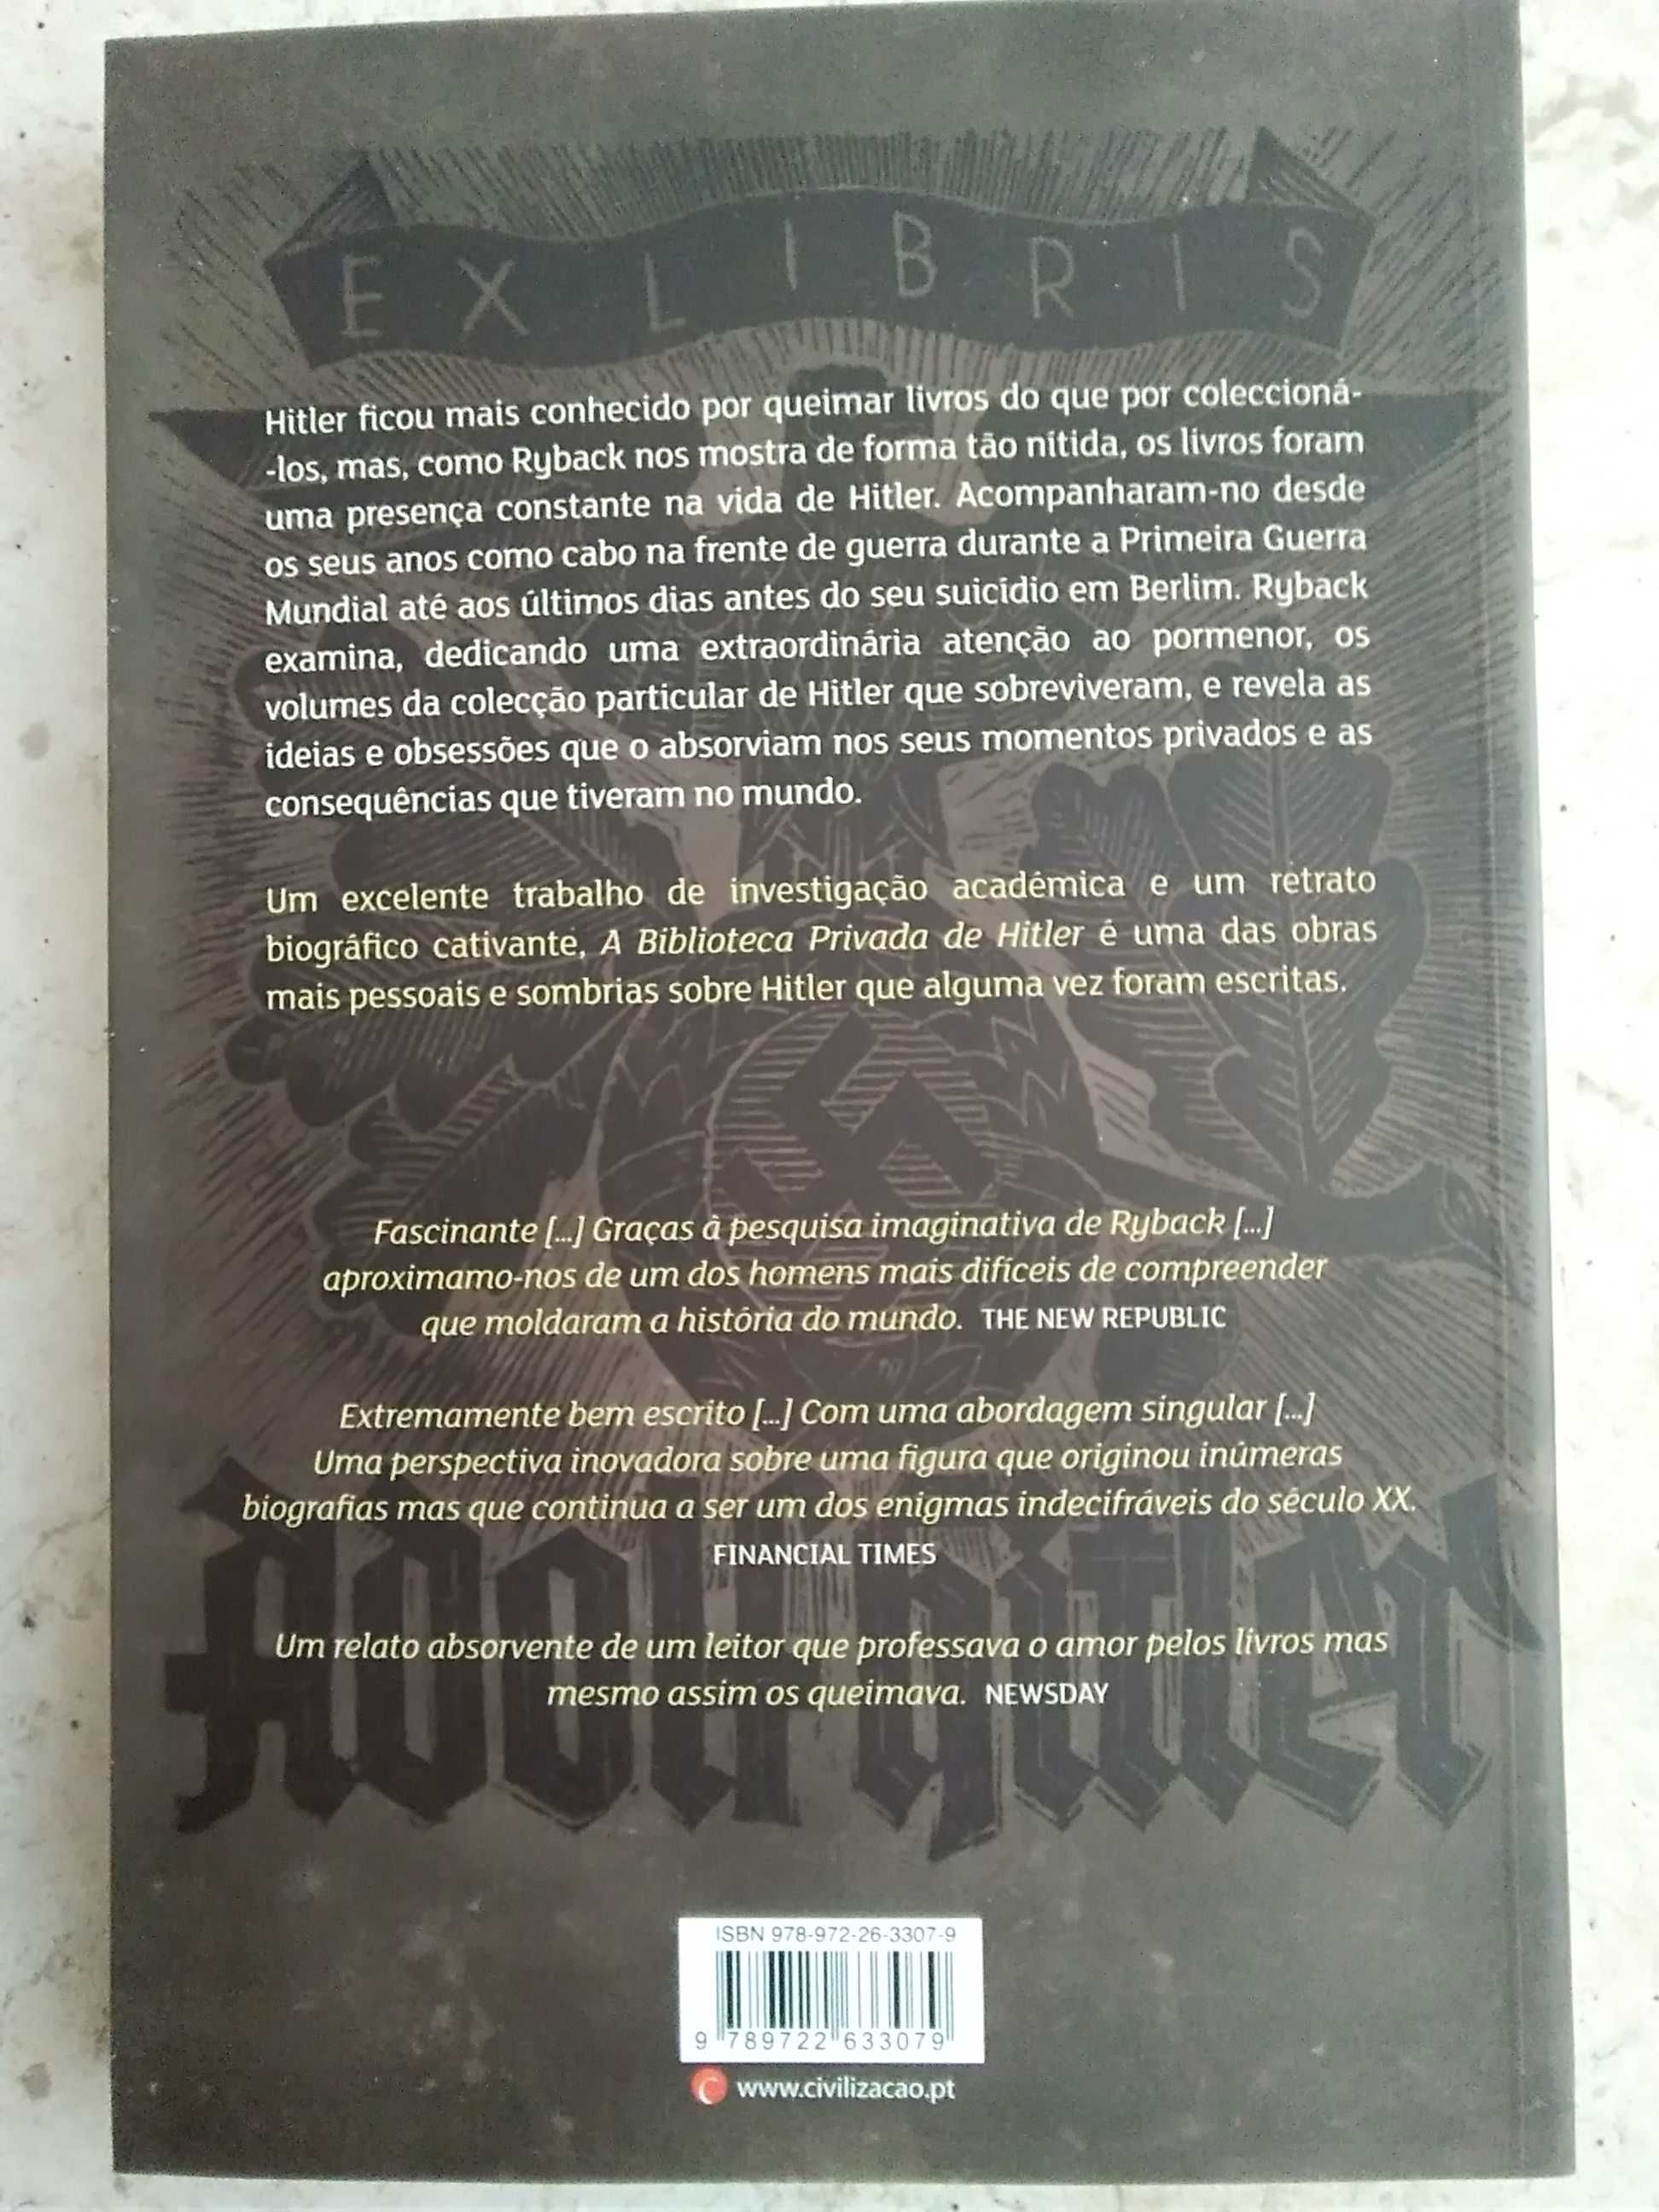 EX LIBRIS
Hitler ficou mais conhecido por queimar livros do que por coleccioná-
-los, mas, como Ryback nos mostra de forma tão nítida, os livros foram
uma presença constante na vida de Hitler. Acompanharam-no desde
os seus anos como cabo na frente de guerra durante a Primeira Guerra
Mundial até aos últimos dias antes do seu suicídio em Berlim. Ryback
examina, dedicando uma extraordinária atenção ao pormenor, os
volumes da colecção particular de Hitler que sobreviveram, e revela as
ideias e obsessões que o absorviam nos seus momentos privados e as
consequências que tiveram no mundo.
Um excelente trabalho de investigação académica e um retrato
biográfico cativante, A Biblioteca Privada de Hitler é uma das obras
mais pessoais e sombrias sobre Hitler que alguma vez foram escritas.
Fascinante [...] Graças à pesquisa imaginativa de Ryback [...]
aproximamo-nos de um dos homens mais difíceis de compreender
que moldaram a história do mundo. THE NEW REPUBLIC
Extremamente bem escrito [...] Com uma abordagem singular [...]
Uma perspectiva inovadora sobre uma figura que originou inúmeras
biografias mas que continua a ser um dos enigmas indecifráveis do século XX.
FINANCIAL TIMES
Um relato absorvente de um leitor que professava o amor pelos livros mas
mesmo assim os queimava. NEWSDAY
Adolf Hitler
ISBN 978-972-26-3307-9
9 789722 633079
www.civilizacao.pt